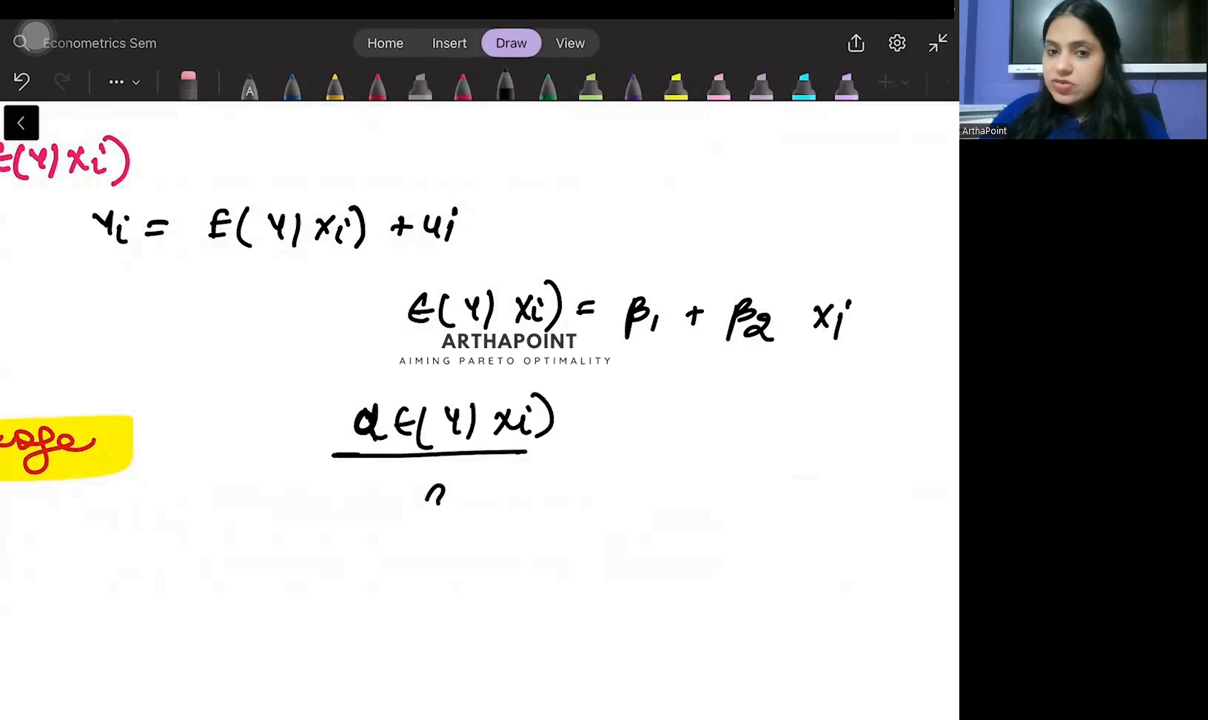 Econometrics Sem
Home Insert Draw View
A
ArthaPoint
E(Y|Xi)
Yi = E(Y|Xi) + ui
E(Y|Xi) = β1 + β2 Xi
ARTHAPOINT
AIMING PARETO OPTIMALITY
d E(Y|Xi)